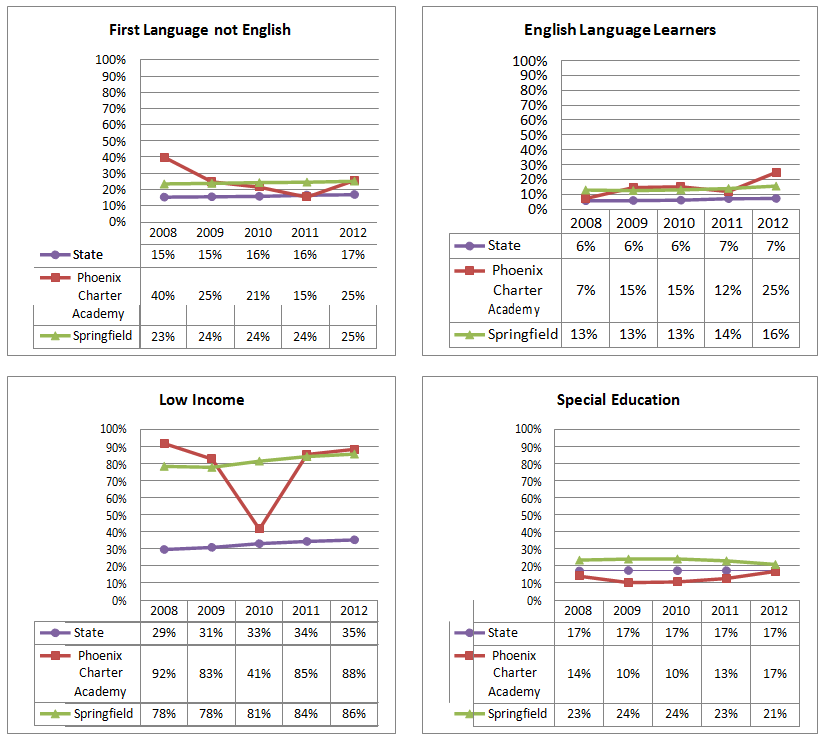 First Language not English
100%
90%
80%
70%
60%
50%
40%
30%
20%
10%
0%
2008 2009 2010 2011 2012
State 15% 15% 16% 16% 17%
Phoenix
Charter
Academy
40% 25% 21% 15% 25%
Springfield 23% 24% 24% 24% 25%
English Language Learners
100%
90%
80%
70%
60%
50%
40%
30%
20%
10%
0%
2008 2009 2010 2011 2012
State 6% 6% 6% 7% 7%
Phoenix
Charter
Academy
7% 15% 15% 12% 25%
Springfield 13% 13% 13% 14% 16%
Low Income
100%
90%
80%
70%
60%
50%
40%
30%
20%
10%
0%
2008 2009 2010 2011 2012
State 29% 31% 33% 34% 35%
Phoenix
Charter
Academy
92% 83% 41% 85% 88%
Springfield 78% 78% 81% 84% 86%
Special Education
100%
90%
80%
70%
60%
50%
40%
30%
20%
10%
0%
2008 2009 2010 2011 2012
State 17% 17% 17% 17% 17%
Phoenix
Charter
Academy
14% 10% 10% 13% 17%
Springfield 23% 24% 24% 23% 21%